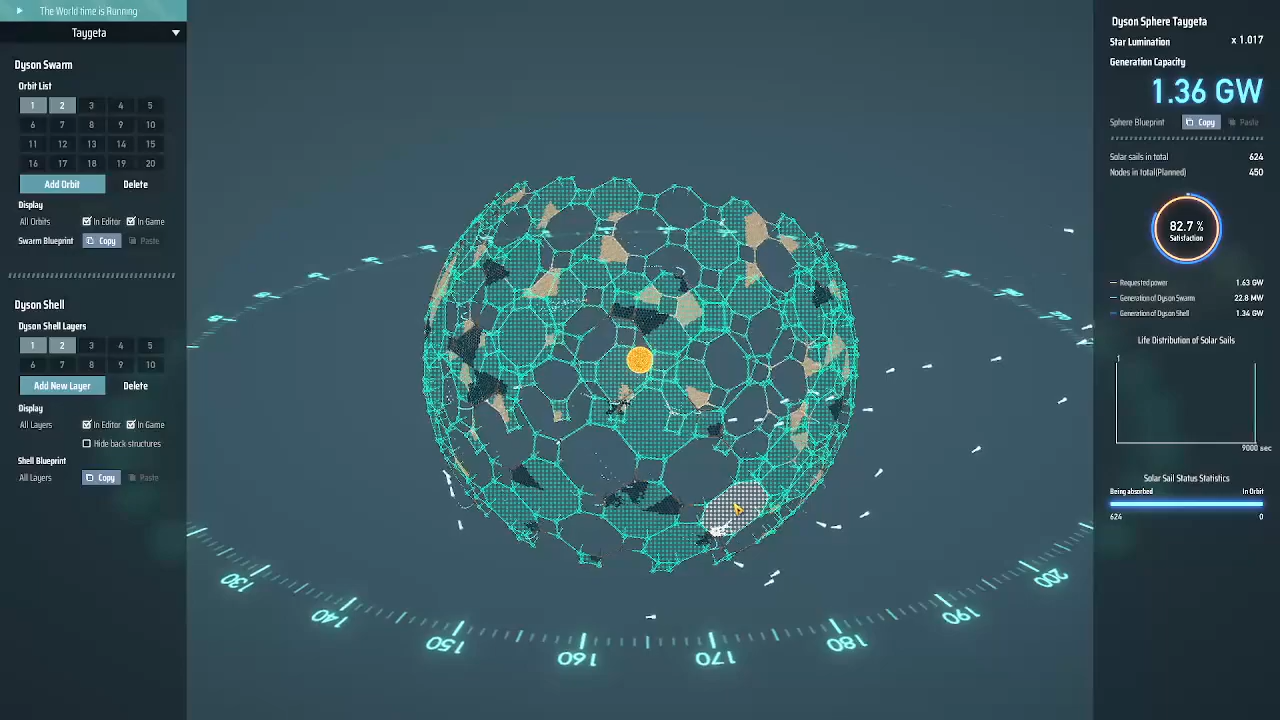 The World time is Running
Taygeta
Dyson Swarm
Orbit List
1 2 3 4 5
6 7 8 9 10
11 12 13 14 15
16 17 18 19 20
Add Orbit Delete
Display
All Orbits In Editor In Game
Swarm Blueprint Copy Paste
Dyson Shell
Dyson Shell Layers
1 2 3 4 5
6 7 8 9 10
Add New Layer Delete
Display
All Layers In Editor In Game
Hide back structures
Shell Blueprint
All Layers Copy Paste
130 140 150 160 170 180 190 200
Dyson Sphere Taygeta
Star Lumination x 1.017
Generation Capacity
1.36 GW
Sphere Blueprint Copy Paste
Solar sails in total 624
Nodes in total(Planned) 450
82.7 %
Satisfaction
Requested power 1.63 GW
Generation of Dyson Swarm 22.8 MW
Generation of Dyson Shell 1.34 GW
Life Distribution of Solar Sails
1
9000 sec
Solar Sail Status Statistics
Being absorbed In Orbit
624 0